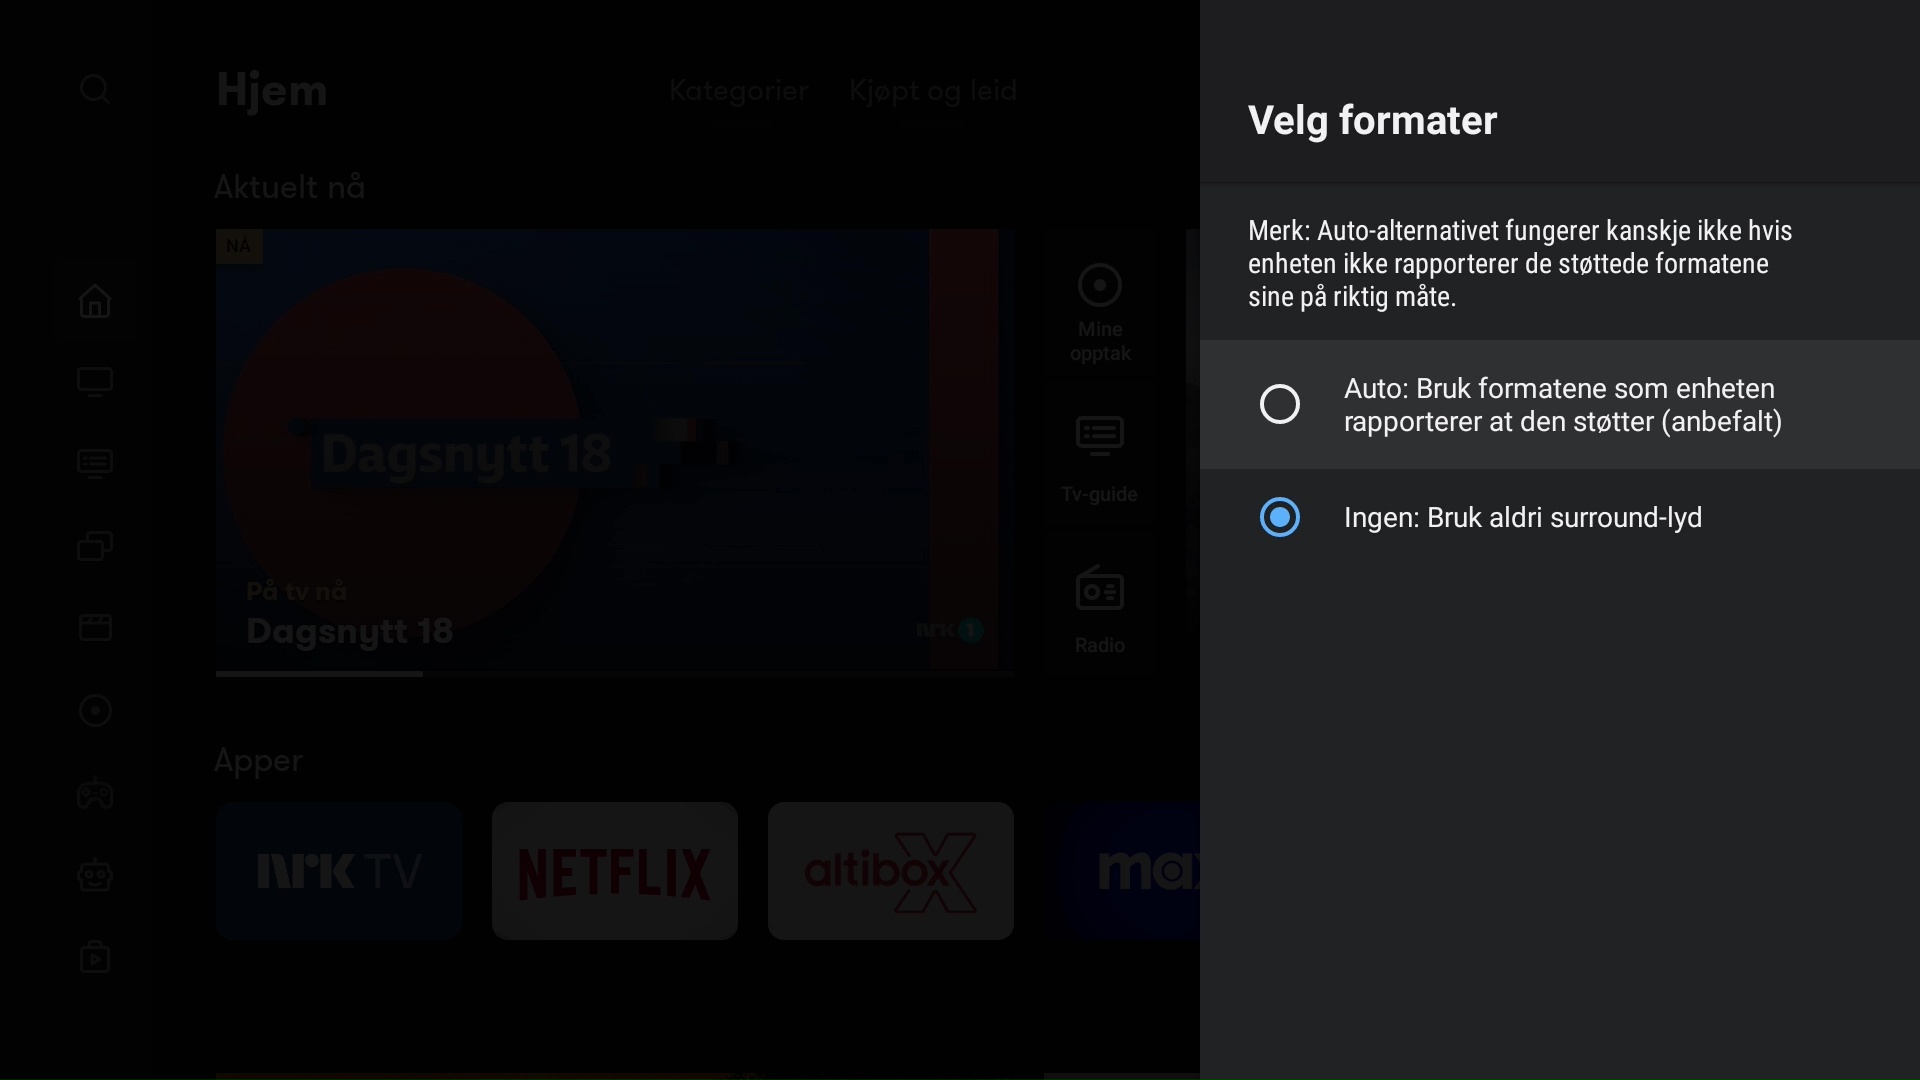 Hjem
Kategorier
Kjøpt og leid
Aktuelt nå
NÅ
Dagsnytt 18
På tv nå
Dagsnytt 18
nrk 1
Mine
opptak
Tv-guide
Radio
Apper
nrk TV
NETFLIX
altibox
max
Velg formater
Merk: Auto-alternativet fungerer kanskje ikke hvis
enheten ikke rapporterer de støttede formatene
sine på riktig måte.
Auto: Bruk formatene som enheten
rapporterer at den støtter (anbefalt)
Ingen: Bruk aldri surround-lyd